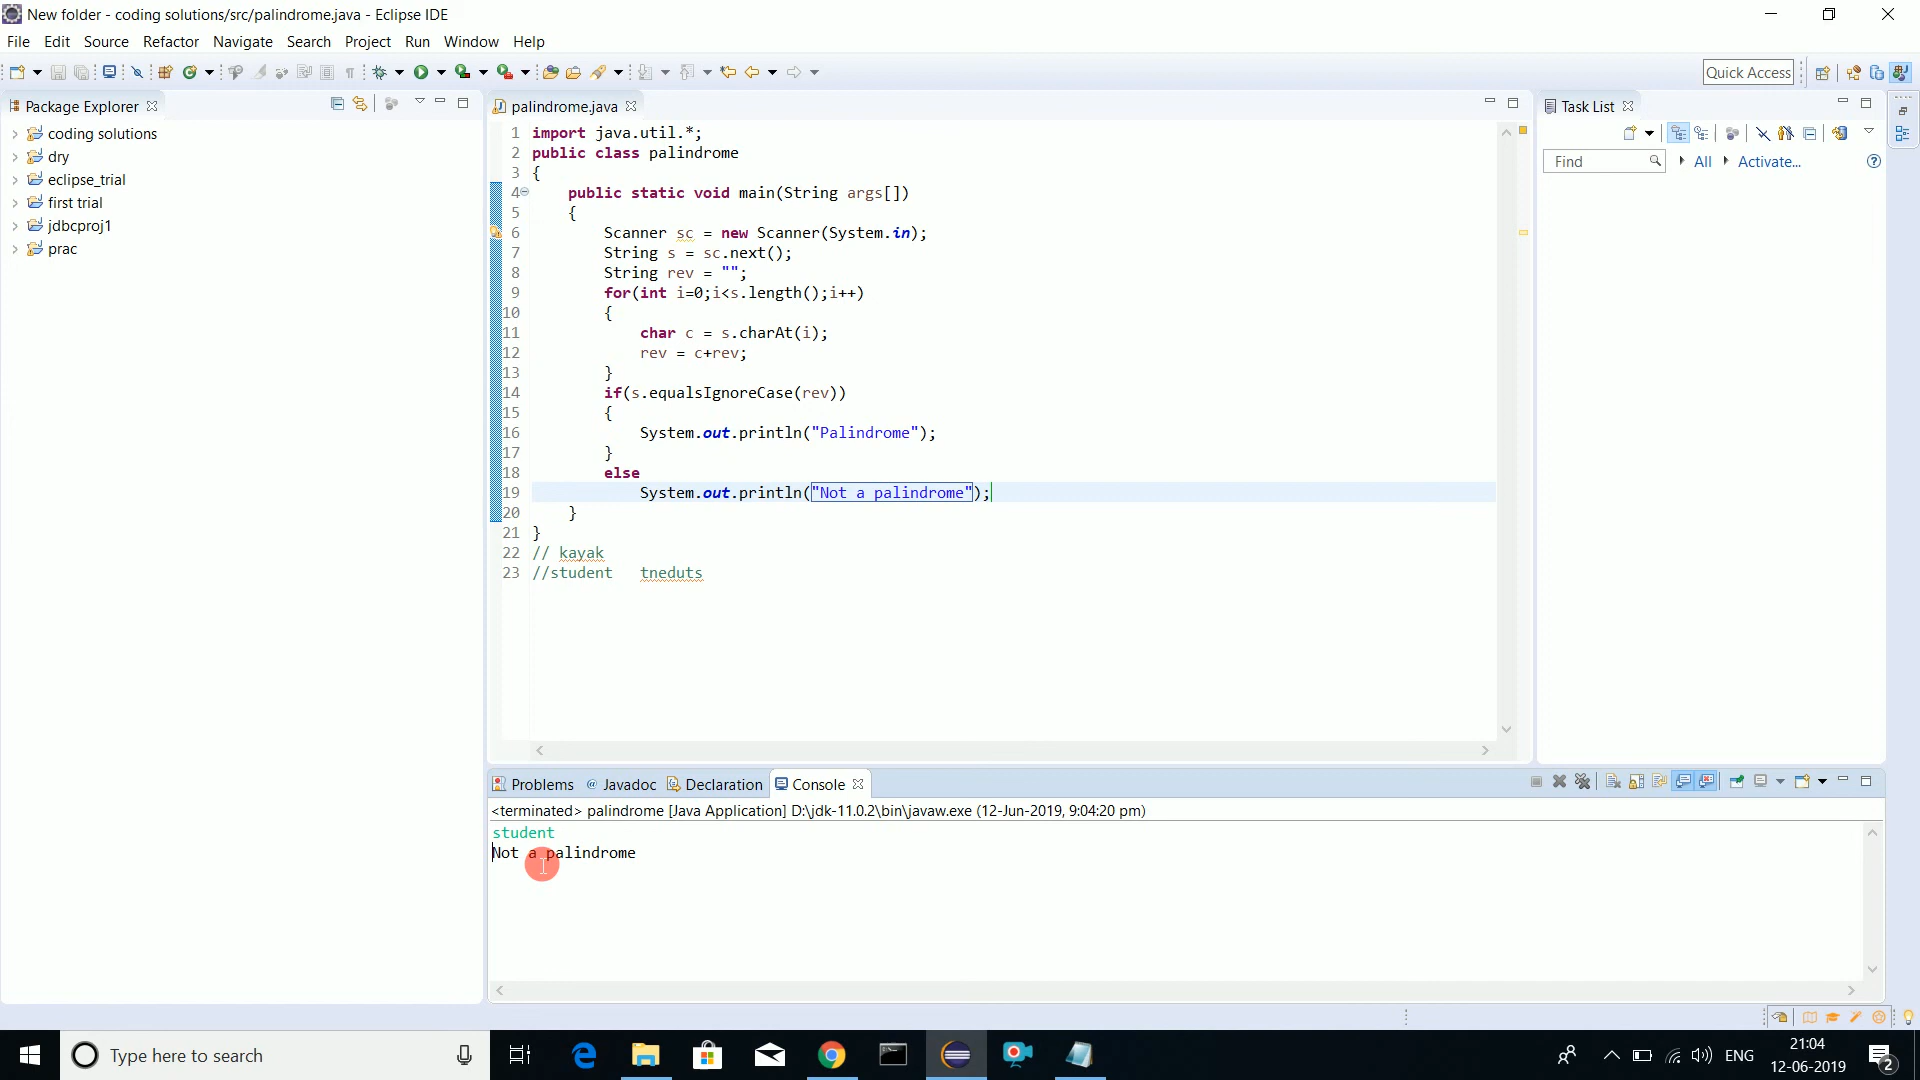 New folder - coding solutions/src/palindrome.java - Eclipse IDE
File Edit Source Refactor Navigate Search Project Run Window Help
Quick Access
Package Explorer
coding solutions
dry
eclipse_trial
first trial
jdbcproj1
prac
palindrome.java
1 import java.util.*;
2 public class palindrome
3 {
4 public static void main(String args[])
5 {
6 Scanner sc = new Scanner(System.in);
7 String s = sc.next();
8 String rev = "";
9 for(int i=0;i<s.length();i++)
10 {
11 char c = s.charAt(i);
12 rev = c+rev;
13 }
14 if(s.equalsIgnoreCase(rev))
15 {
16 System.out.println("Palindrome");
17 }
18 else
19 System.out.println("Not a palindrome");
20 }
21 }
22 // kayak
23 //student tneduts
Task List
Find All Activate...
Problems @ Javadoc Declaration Console
<terminated> palindrome [Java Application] D:\jdk-11.0.2\bin\javaw.exe (12-Jun-2019, 9:04:20 pm)
student
Not a palindrome
Type here to search
ENG
21:04
12-06-2019
2